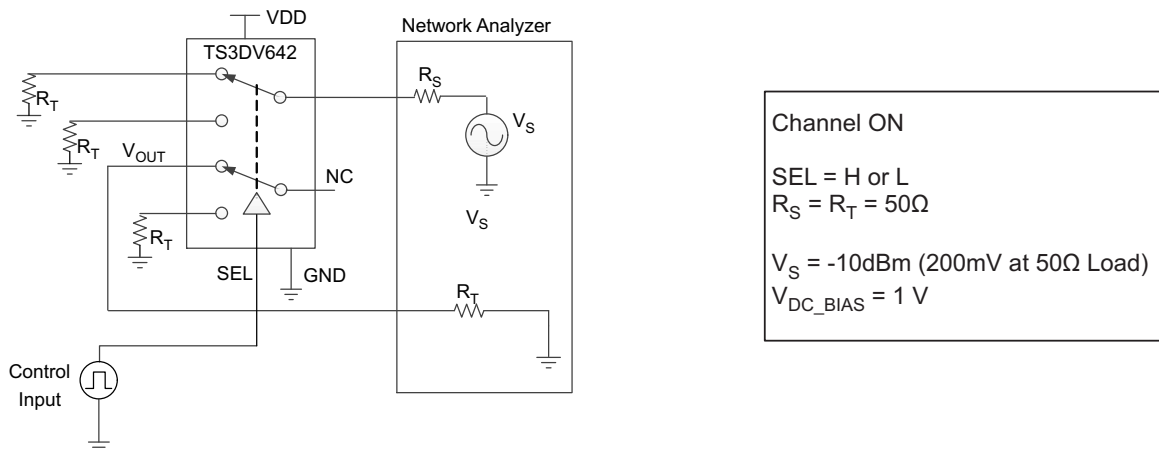 VDD
Network Analyzer
TS3DV642
R_S
R_T
V_S
R_T
V_OUT
NC
V_S
R_T
SEL
GND
R_T
Control
Input
Channel ON
SEL = H or L
R_S = R_T = 50Ω
V_S = -10dBm (200mV at 50Ω Load)
V_DC_BIAS = 1 V